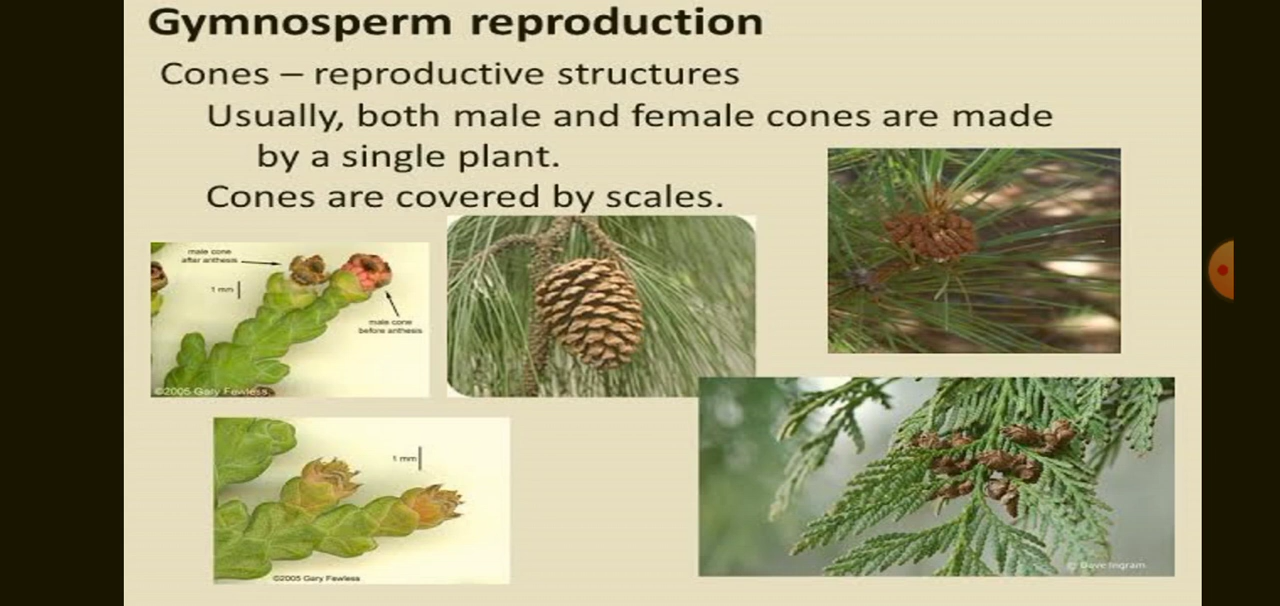 Gymnosperm reproduction
Cones – reproductive structures
Usually, both male and female cones are made
by a single plant.
Cones are covered by scales.
male cone
after anthesis
1 mm
male cone
before anthesis
©2005 Gary Fewless
1 mm
©2005 Gary Fewless
© Dave Ingram